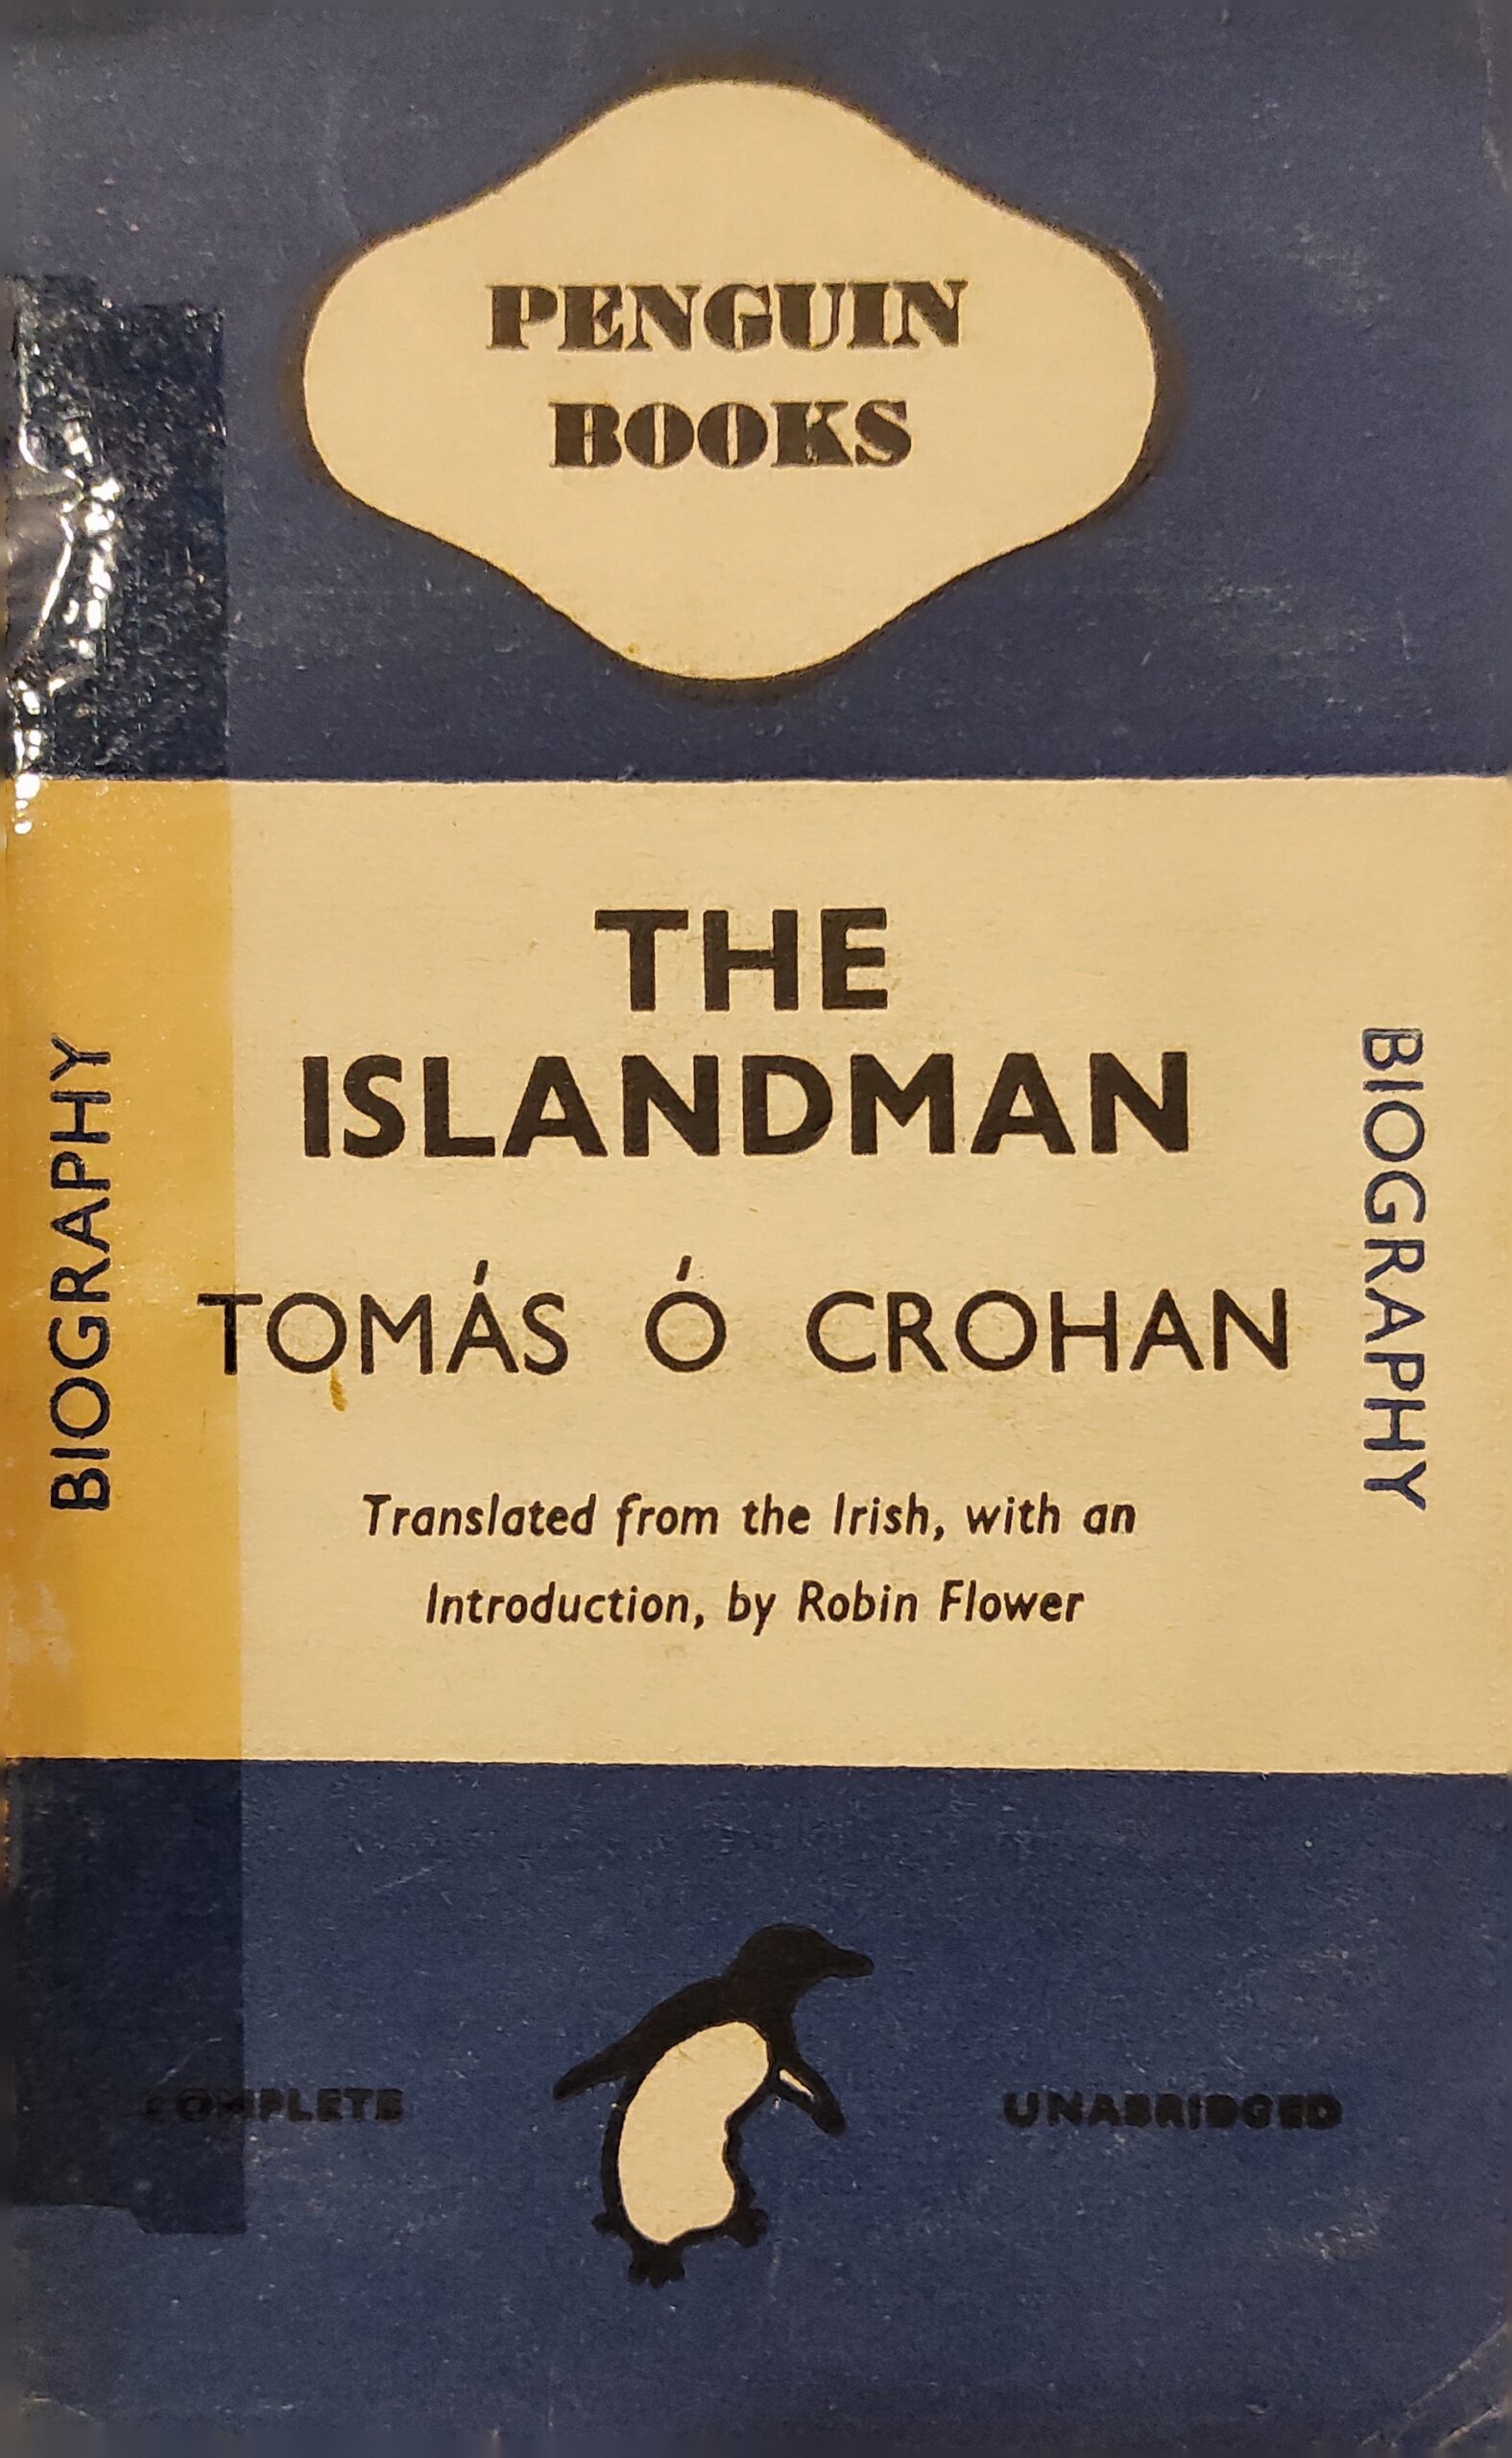 PENGUIN
BOOKS
THE
ISLANDMAN
TOMÁS Ó CROHAN
Translated from the Irish, with an
Introduction, by Robin Flower
BIOGRAPHY
BIOGRAPHY
COMPLETE
UNABRIDGED